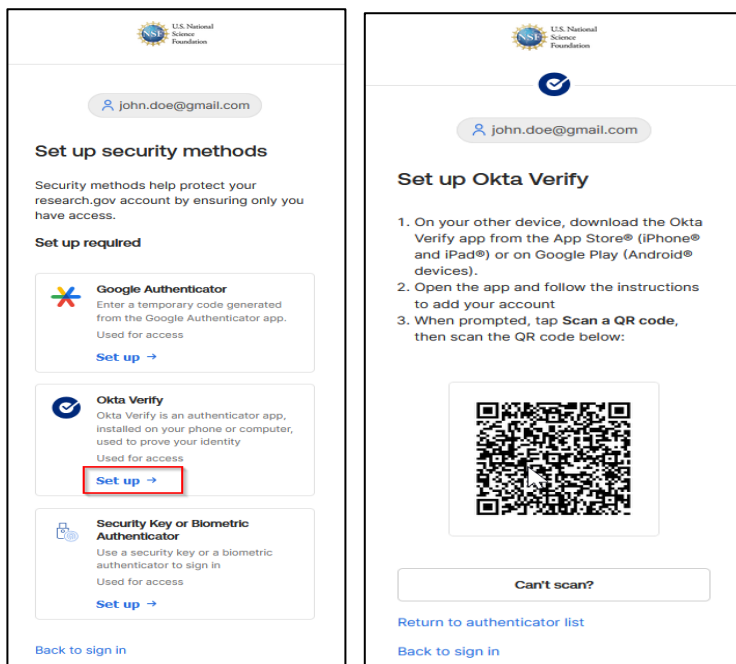 U.S. National
Science
Foundation
NSF
john.doe@gmail.com
Set up security methods
Security methods help protect your
research.gov account by ensuring only you
have access.
Set up required
Google Authenticator
Enter a temporary code generated
from the Google Authenticator app.
Used for access
Set up →
Okta Verify
Okta Verify is an authenticator app,
installed on your phone or computer,
used to prove your identity
Used for access
Set up →
Security Key or Biometric
Authenticator
Use a security key or a biometric
authenticator to sign in
Used for access
Set up →
Back to sign in
U.S. National
Science
Foundation
NSF
john.doe@gmail.com
Set up Okta Verify
1. On your other device, download the Okta
Verify app from the App Store® (iPhone®
and iPad®) or on Google Play (Android®
devices).
2. Open the app and follow the instructions
to add your account
3. When prompted, tap Scan a QR code,
then scan the QR code below:
Can't scan?
Return to authenticator list
Back to sign in